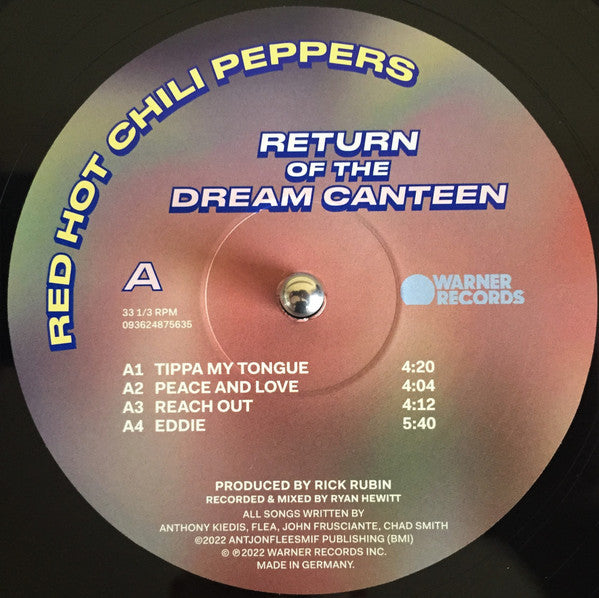 RED HOT CHILI PEPPERS
RETURN
OF THE
DREAM CANTEEN
A
WARNER
RECORDS
33 1/3 RPM
093624875635
A1 TIPPA MY TONGUE 4:20
A2 PEACE AND LOVE 4:04
A3 REACH OUT 4:12
A4 EDDIE 5:40
PRODUCED BY RICK RUBIN
RECORDED & MIXED BY RYAN HEWITT
ALL SONGS WRITTEN BY
ANTHONY KIEDIS, FLEA, JOHN FRUSCIANTE, CHAD SMITH
©2022 ANTJONFLEESMIF PUBLISHING (BMI)
© ℗2022 WARNER RECORDS INC.
MADE IN GERMANY.